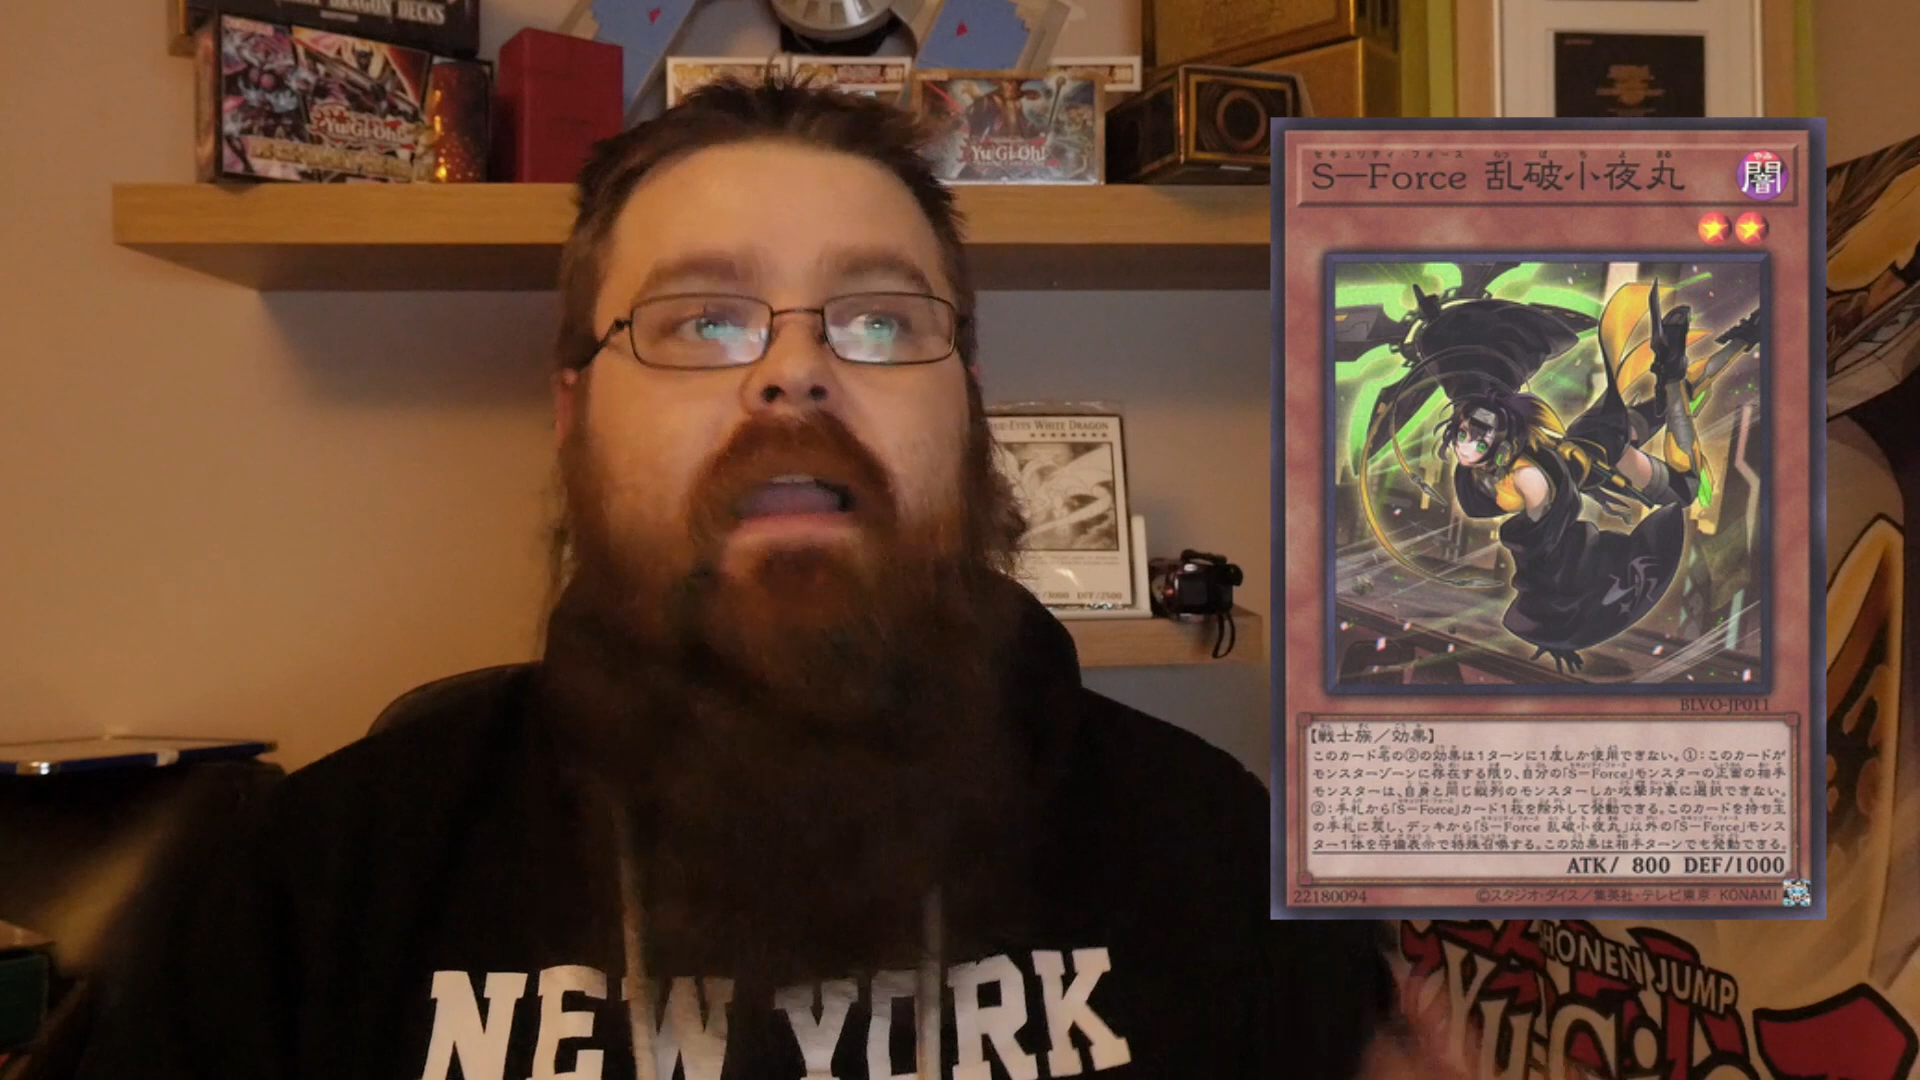 DRAGON DECKS
Yu-Gi-Oh!
Yu-Gi-Oh!
BLUE-EYES WHITE DRAGON
/3000 DEF/2500
NEW YORK
SHONEN JUMP
セキュリティ・フォース らっぱちよまる
S-Force 乱破小夜丸
やみ
闇
BLVO-JP011
【戦士族/効果】
このカード名の②の効果は1ターンに1度しか使用できない。①:このカードが
モンスターゾーンに存在する限り、自分の「S-Force」モンスターの正面の相手
モンスターは、自身と同じ縦列のモンスターしか攻撃対象に選択できない。
②:手札から「S-Force」カード1枚を除外して発動できる。このカードを持ち主
の手札に戻し、デッキから「S-Force 乱破小夜丸」以外の「S-Force」モンス
ター1体を守備表示で特殊召喚する。この効果は相手ターンでも発動できる。
ATK/ 800 DEF/1000
22180094
©スタジオ・ダイス/集英社・テレビ東京・KONAMI